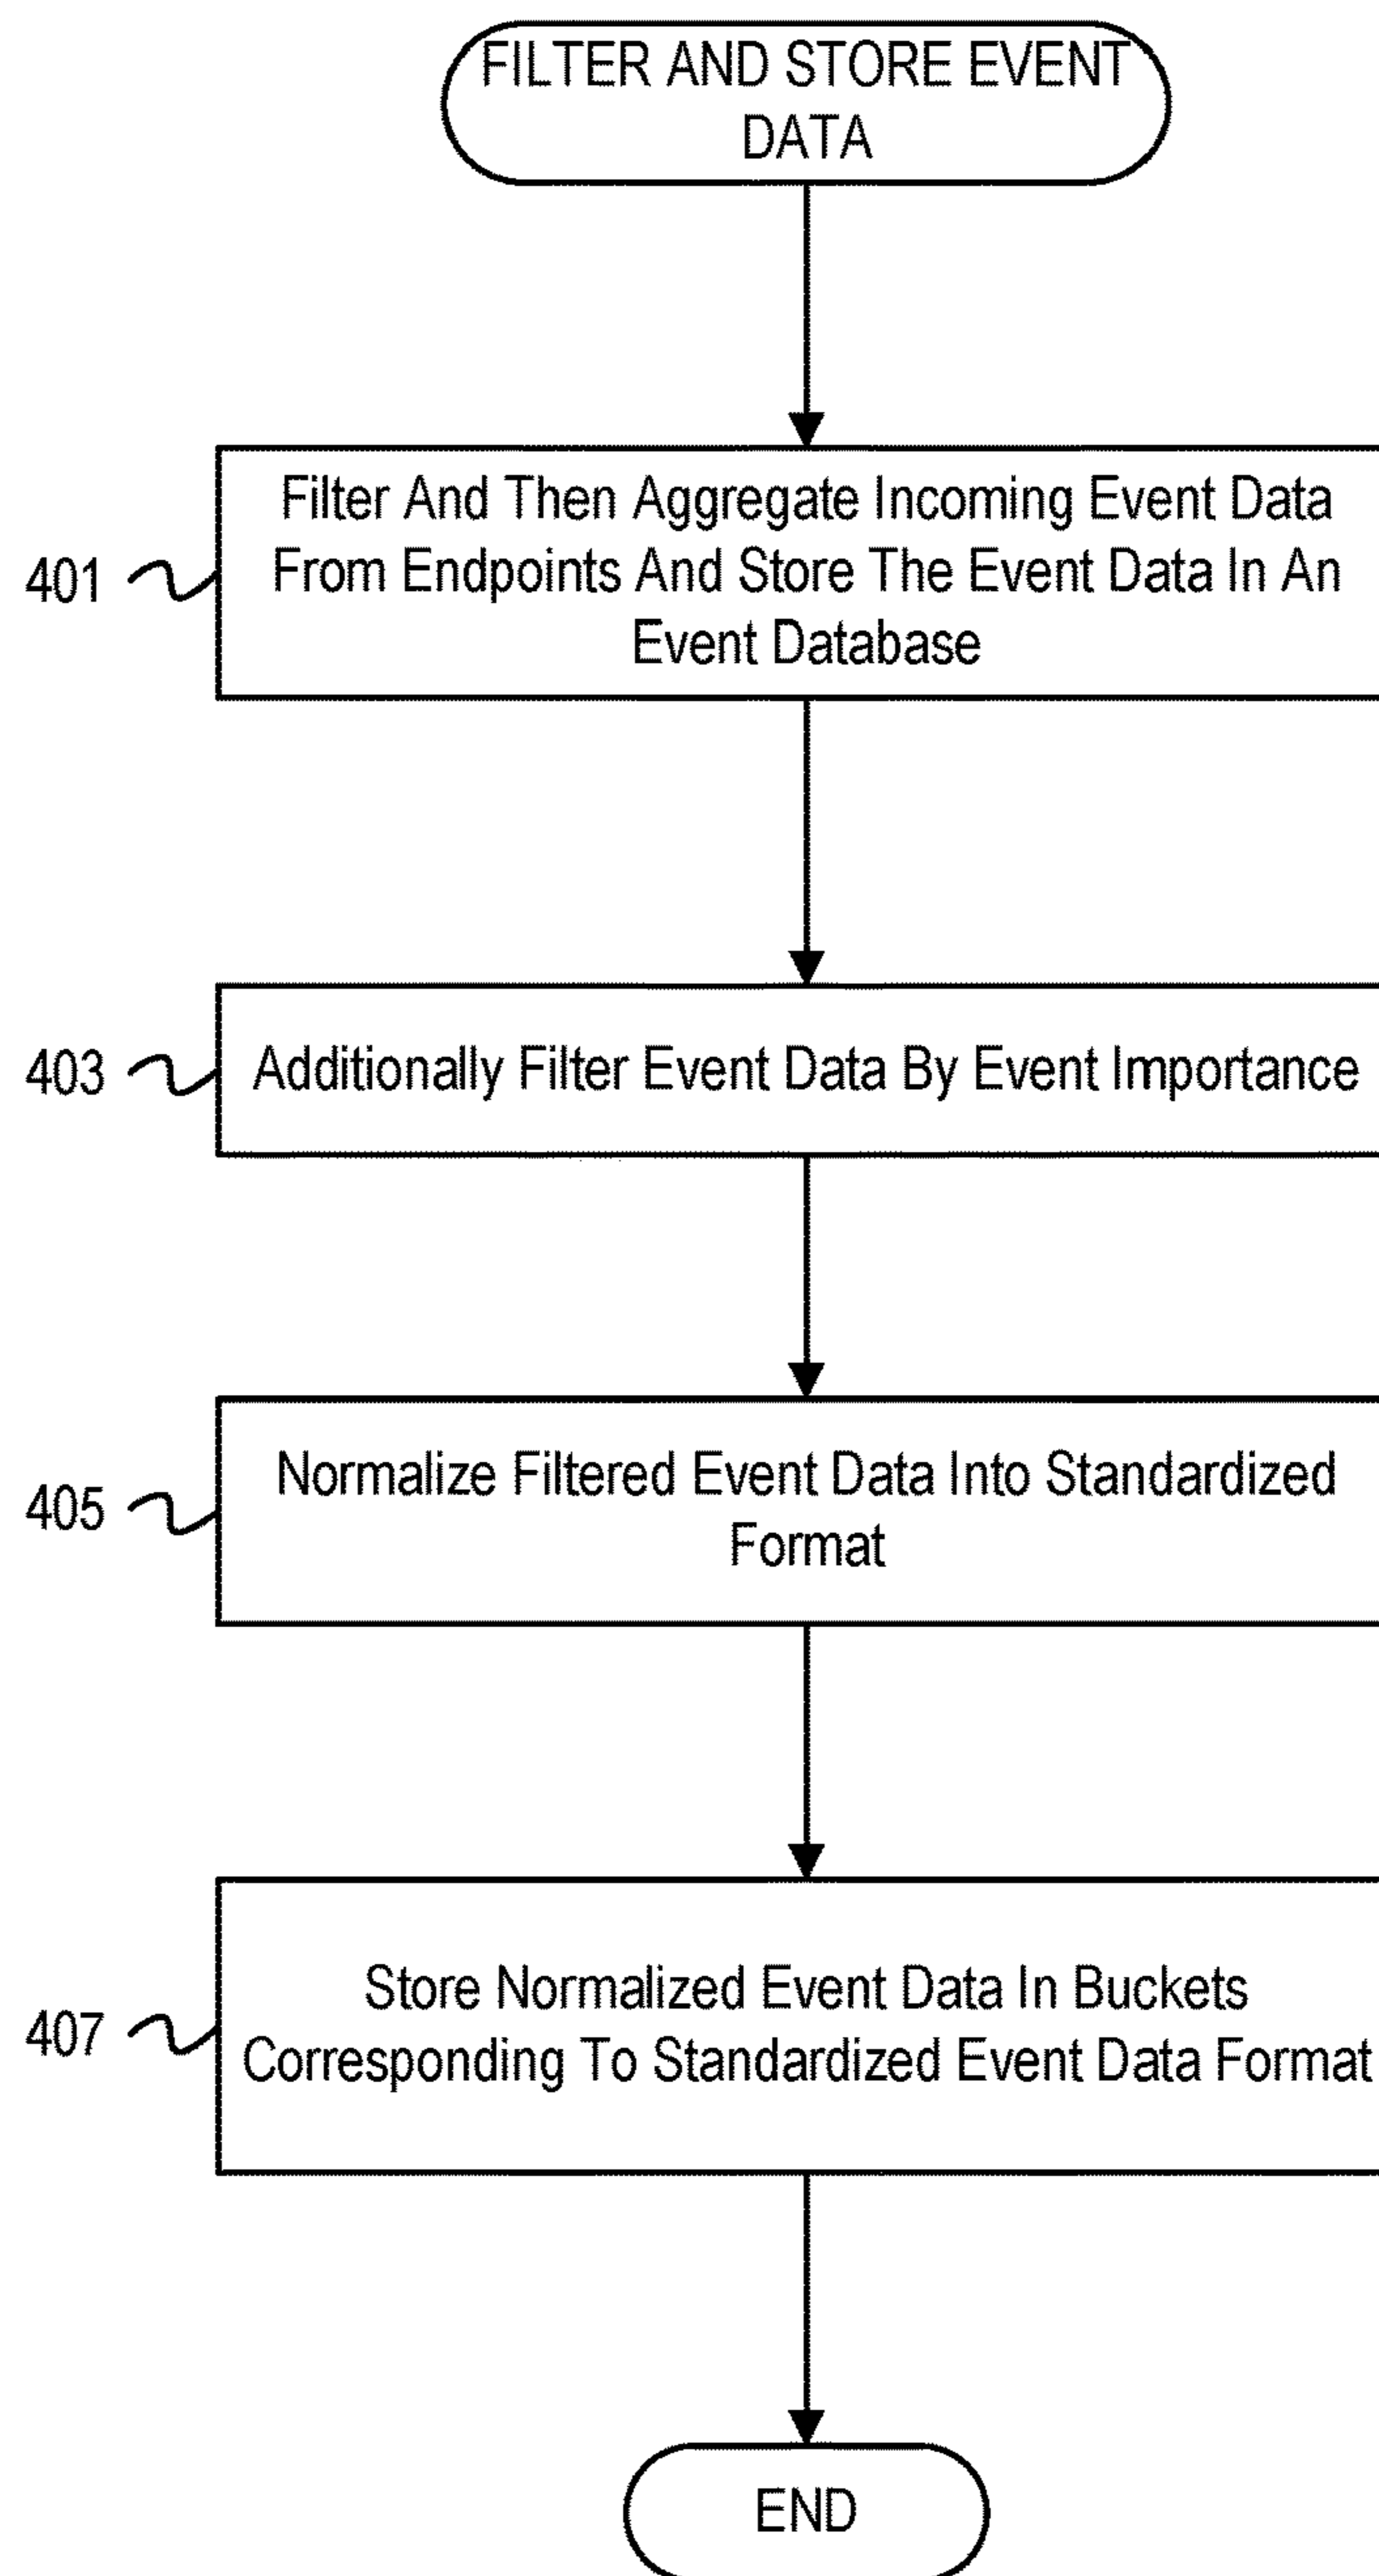 FILTER AND STORE EVENT
DATA
Filter And Then Aggregate Incoming Event Data
From Endpoints And Store The Event Data In An
Event Database
401
Additionally Filter Event Data By Event Importance
403
Normalize Filtered Event Data Into Standardized
Format
405
Store Normalized Event Data In Buckets
Corresponding To Standardized Event Data Format
407
END